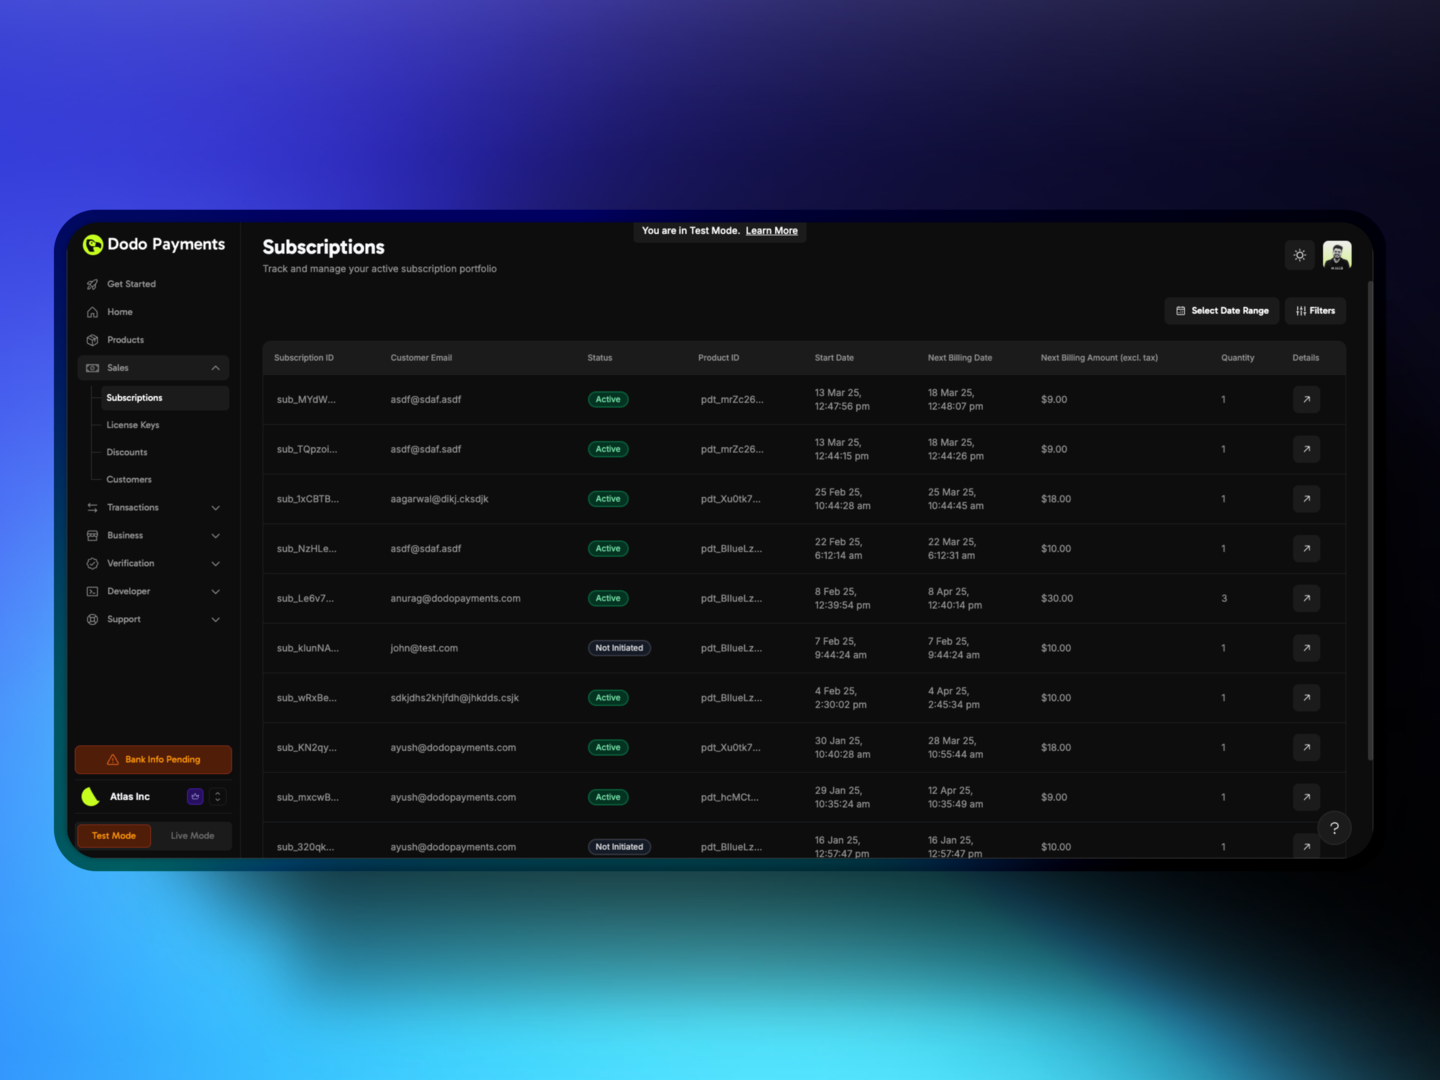 Dodo Payments
Get Started
Home
Products
Sales
Subscriptions
License Keys
Discounts
Customers
Transactions
Business
Verification
Developer
Support
Bank Info Pending
Atlas Inc
Test Mode Live Mode
You are in Test Mode. Learn More
Subscriptions
Track and manage your active subscription portfolio
Select Date Range Filters
Subscription ID Customer Email Status Product ID Start Date Next Billing Date Next Billing Amount (excl. tax) Quantity Details
sub_MYdW... asdf@sdaf.asdf Active pdt_mrZc26... 13 Mar 25, 12:47:56 pm 18 Mar 25, 12:48:07 pm $9.00 1
sub_TQpzoi... asdf@sdaf.sadf Active pdt_mrZc26... 13 Mar 25, 12:44:15 pm 18 Mar 25, 12:44:26 pm $9.00 1
sub_1xCBTB... aagarwal@dikj.cksdjk Active pdt_Xu0tk7... 25 Feb 25, 10:44:28 am 25 Mar 25, 10:44:45 am $18.00 1
sub_NzHLe... asdf@sdaf.asdf Active pdt_BIlueLz... 22 Feb 25, 6:12:14 am 22 Mar 25, 6:12:31 am $10.00 1
sub_Le6v7... anurag@dodopayments.com Active pdt_BIlueLz... 8 Feb 25, 12:39:54 pm 8 Apr 25, 12:40:14 pm $30.00 3
sub_klunNA... john@test.com Not Initiated pdt_BIlueLz... 7 Feb 25, 9:44:24 am 7 Feb 25, 9:44:24 am $10.00 1
sub_wRxBe... sdkjdhs2khjfdh@jhkdds.csjk Active pdt_BIlueLz... 4 Feb 25, 2:30:02 pm 4 Apr 25, 2:45:34 pm $10.00 1
sub_KN2qy... ayush@dodopayments.com Active pdt_Xu0tk7... 30 Jan 25, 10:40:28 am 28 Mar 25, 10:55:44 am $18.00 1
sub_mxcwB... ayush@dodopayments.com Active pdt_hcMCt... 29 Jan 25, 10:35:24 am 12 Apr 25, 10:35:49 am $9.00 1
sub_320qk... ayush@dodopayments.com Not Initiated pdt_BIlueLz... 16 Jan 25, 12:57:47 pm 16 Jan 25, 12:57:47 pm $10.00 1
?